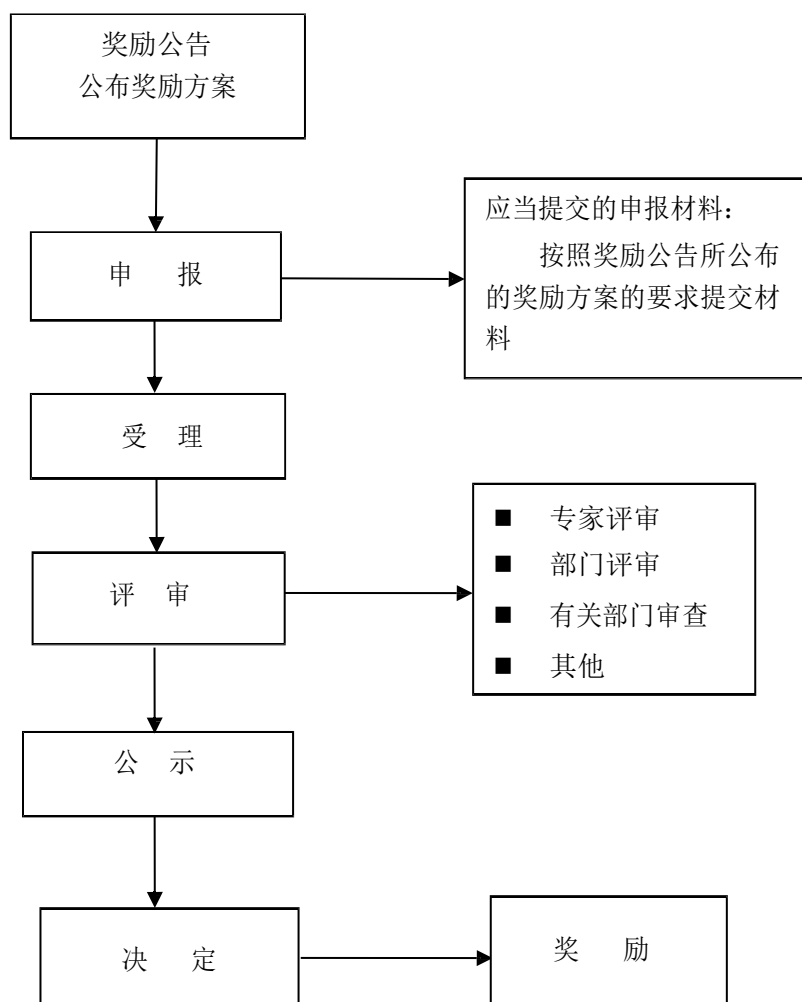 奖励公告
公布奖励方案
申 报
应当提交的申报材料：
按照奖励公告所公布
的奖励方案的要求提交材
料
受 理
评 审
■ 专家评审
■ 部门评审
■ 有关部门审查
■ 其他
公 示
决 定
奖 励